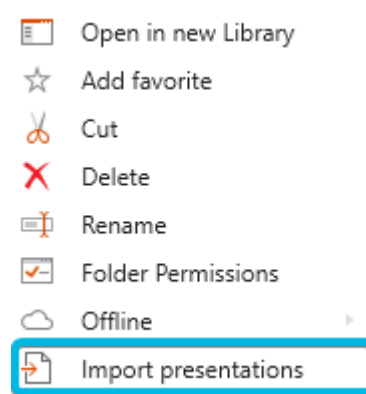 Open in new Library
Add favorite
Cut
Delete
Rename
Folder Permissions
Offline
Import presentations